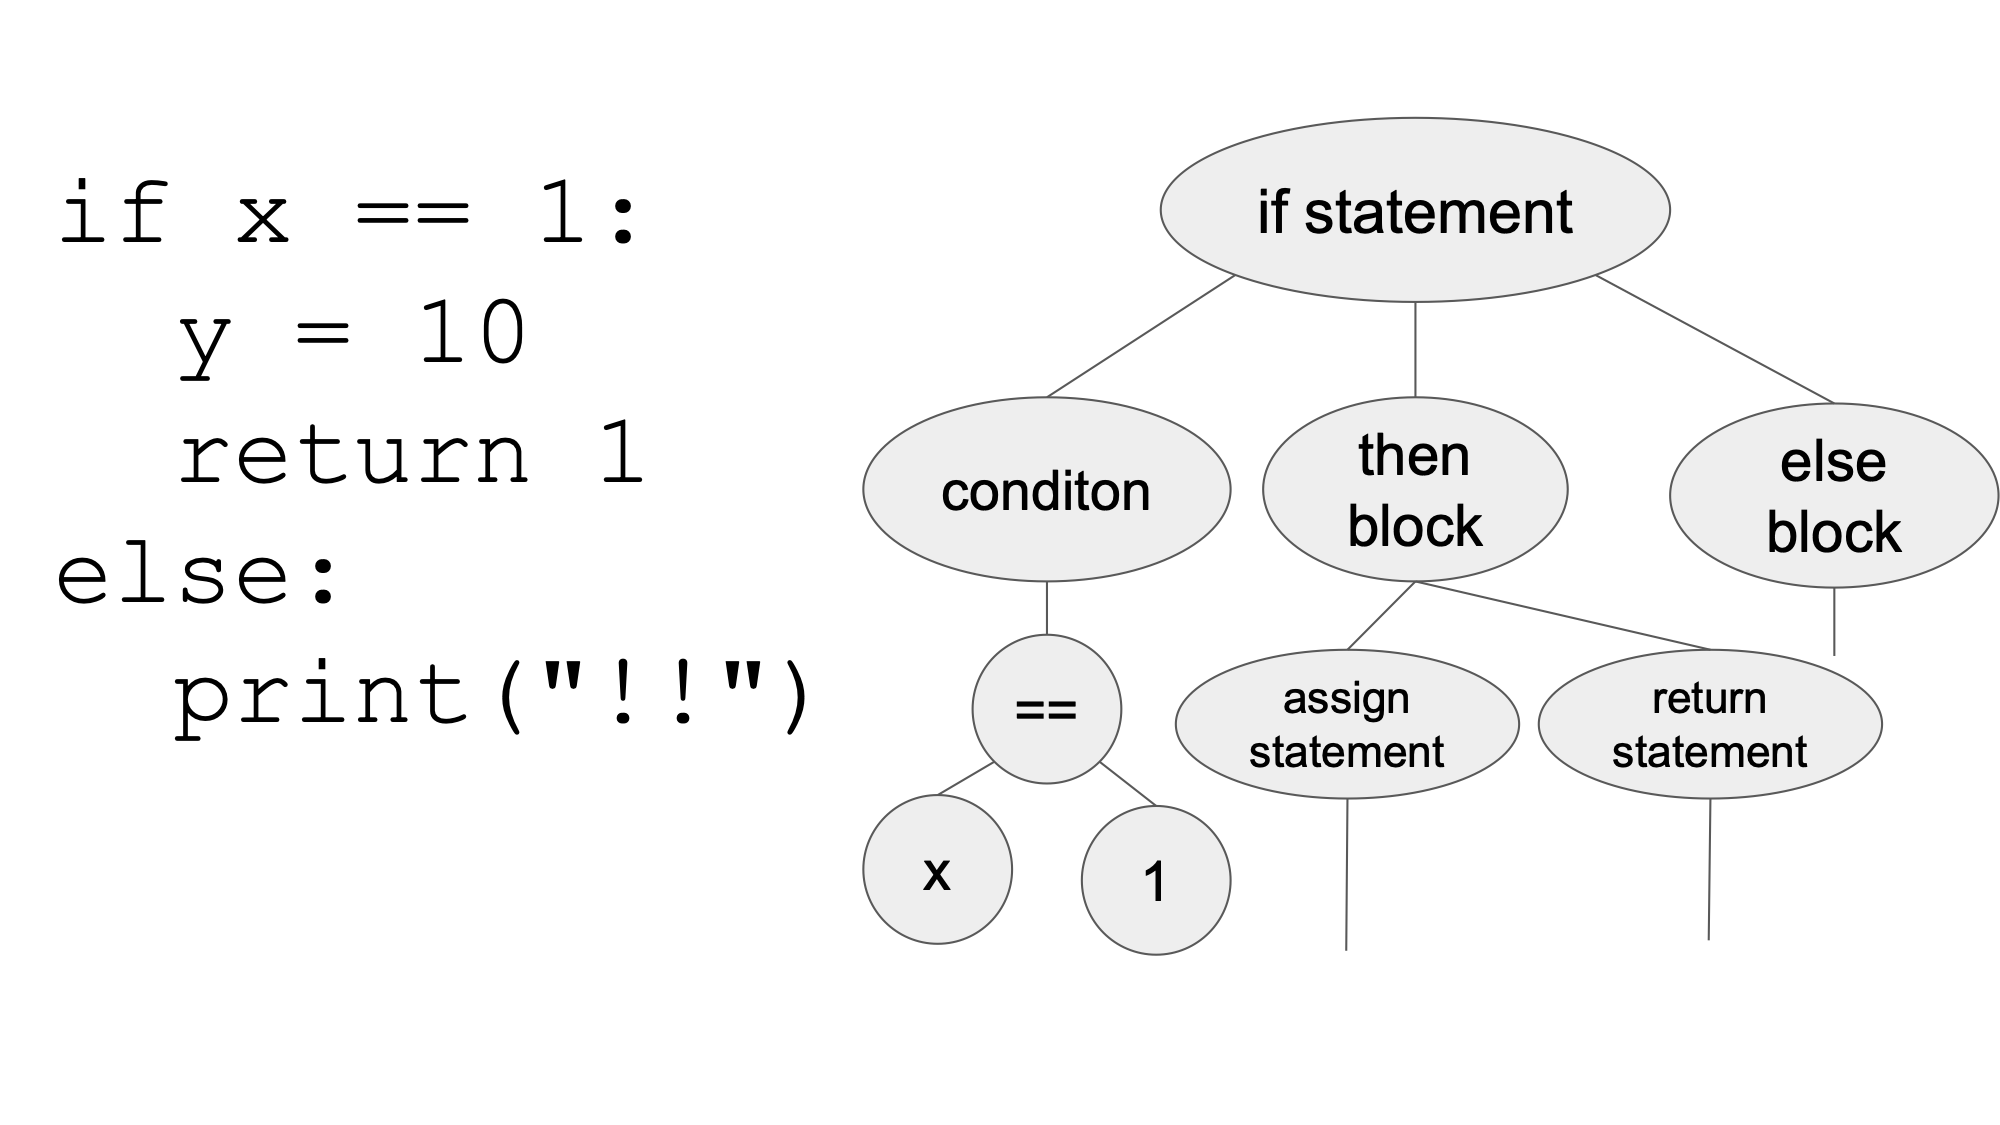 if x == 1:
  y = 10
  return 1
else:
  print("!!")
if statement
conditon
then
block
else
block
==
assign
statement
return
statement
x
1